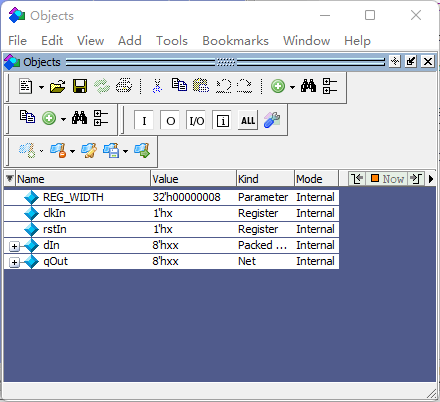 Objects
File Edit View Add Tools Bookmarks Window Help
Objects
I O I/O i ALL
Name Value Kind Mode Now
REG_WIDTH 32'h00000008 Parameter Internal
clkIn 1'hx Register Internal
rstIn 1'hx Register Internal
dIn 8'hxx Packed ... Internal
qOut 8'hxx Net Internal